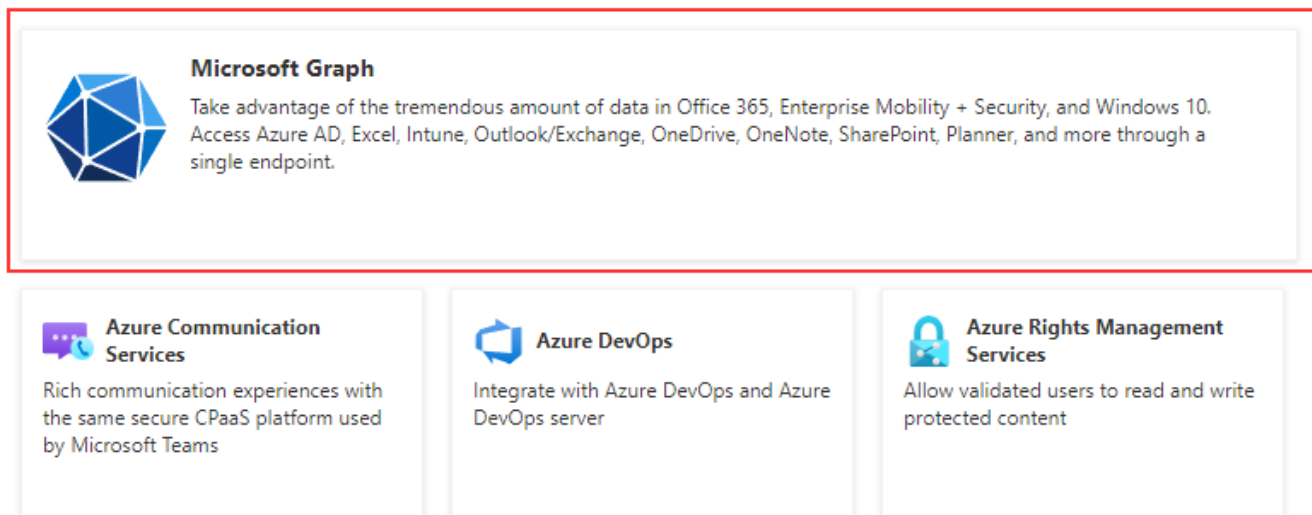 Microsoft Graph
Take advantage of the tremendous amount of data in Office 365, Enterprise Mobility + Security, and Windows 10.
Access Azure AD, Excel, Intune, Outlook/Exchange, OneDrive, OneNote, SharePoint, Planner, and more through a
single endpoint.
Azure Communication
Services
Rich communication experiences with
the same secure CPaaS platform used
by Microsoft Teams
Azure DevOps
Integrate with Azure DevOps and Azure
DevOps server
Azure Rights Management
Services
Allow validated users to read and write
protected content